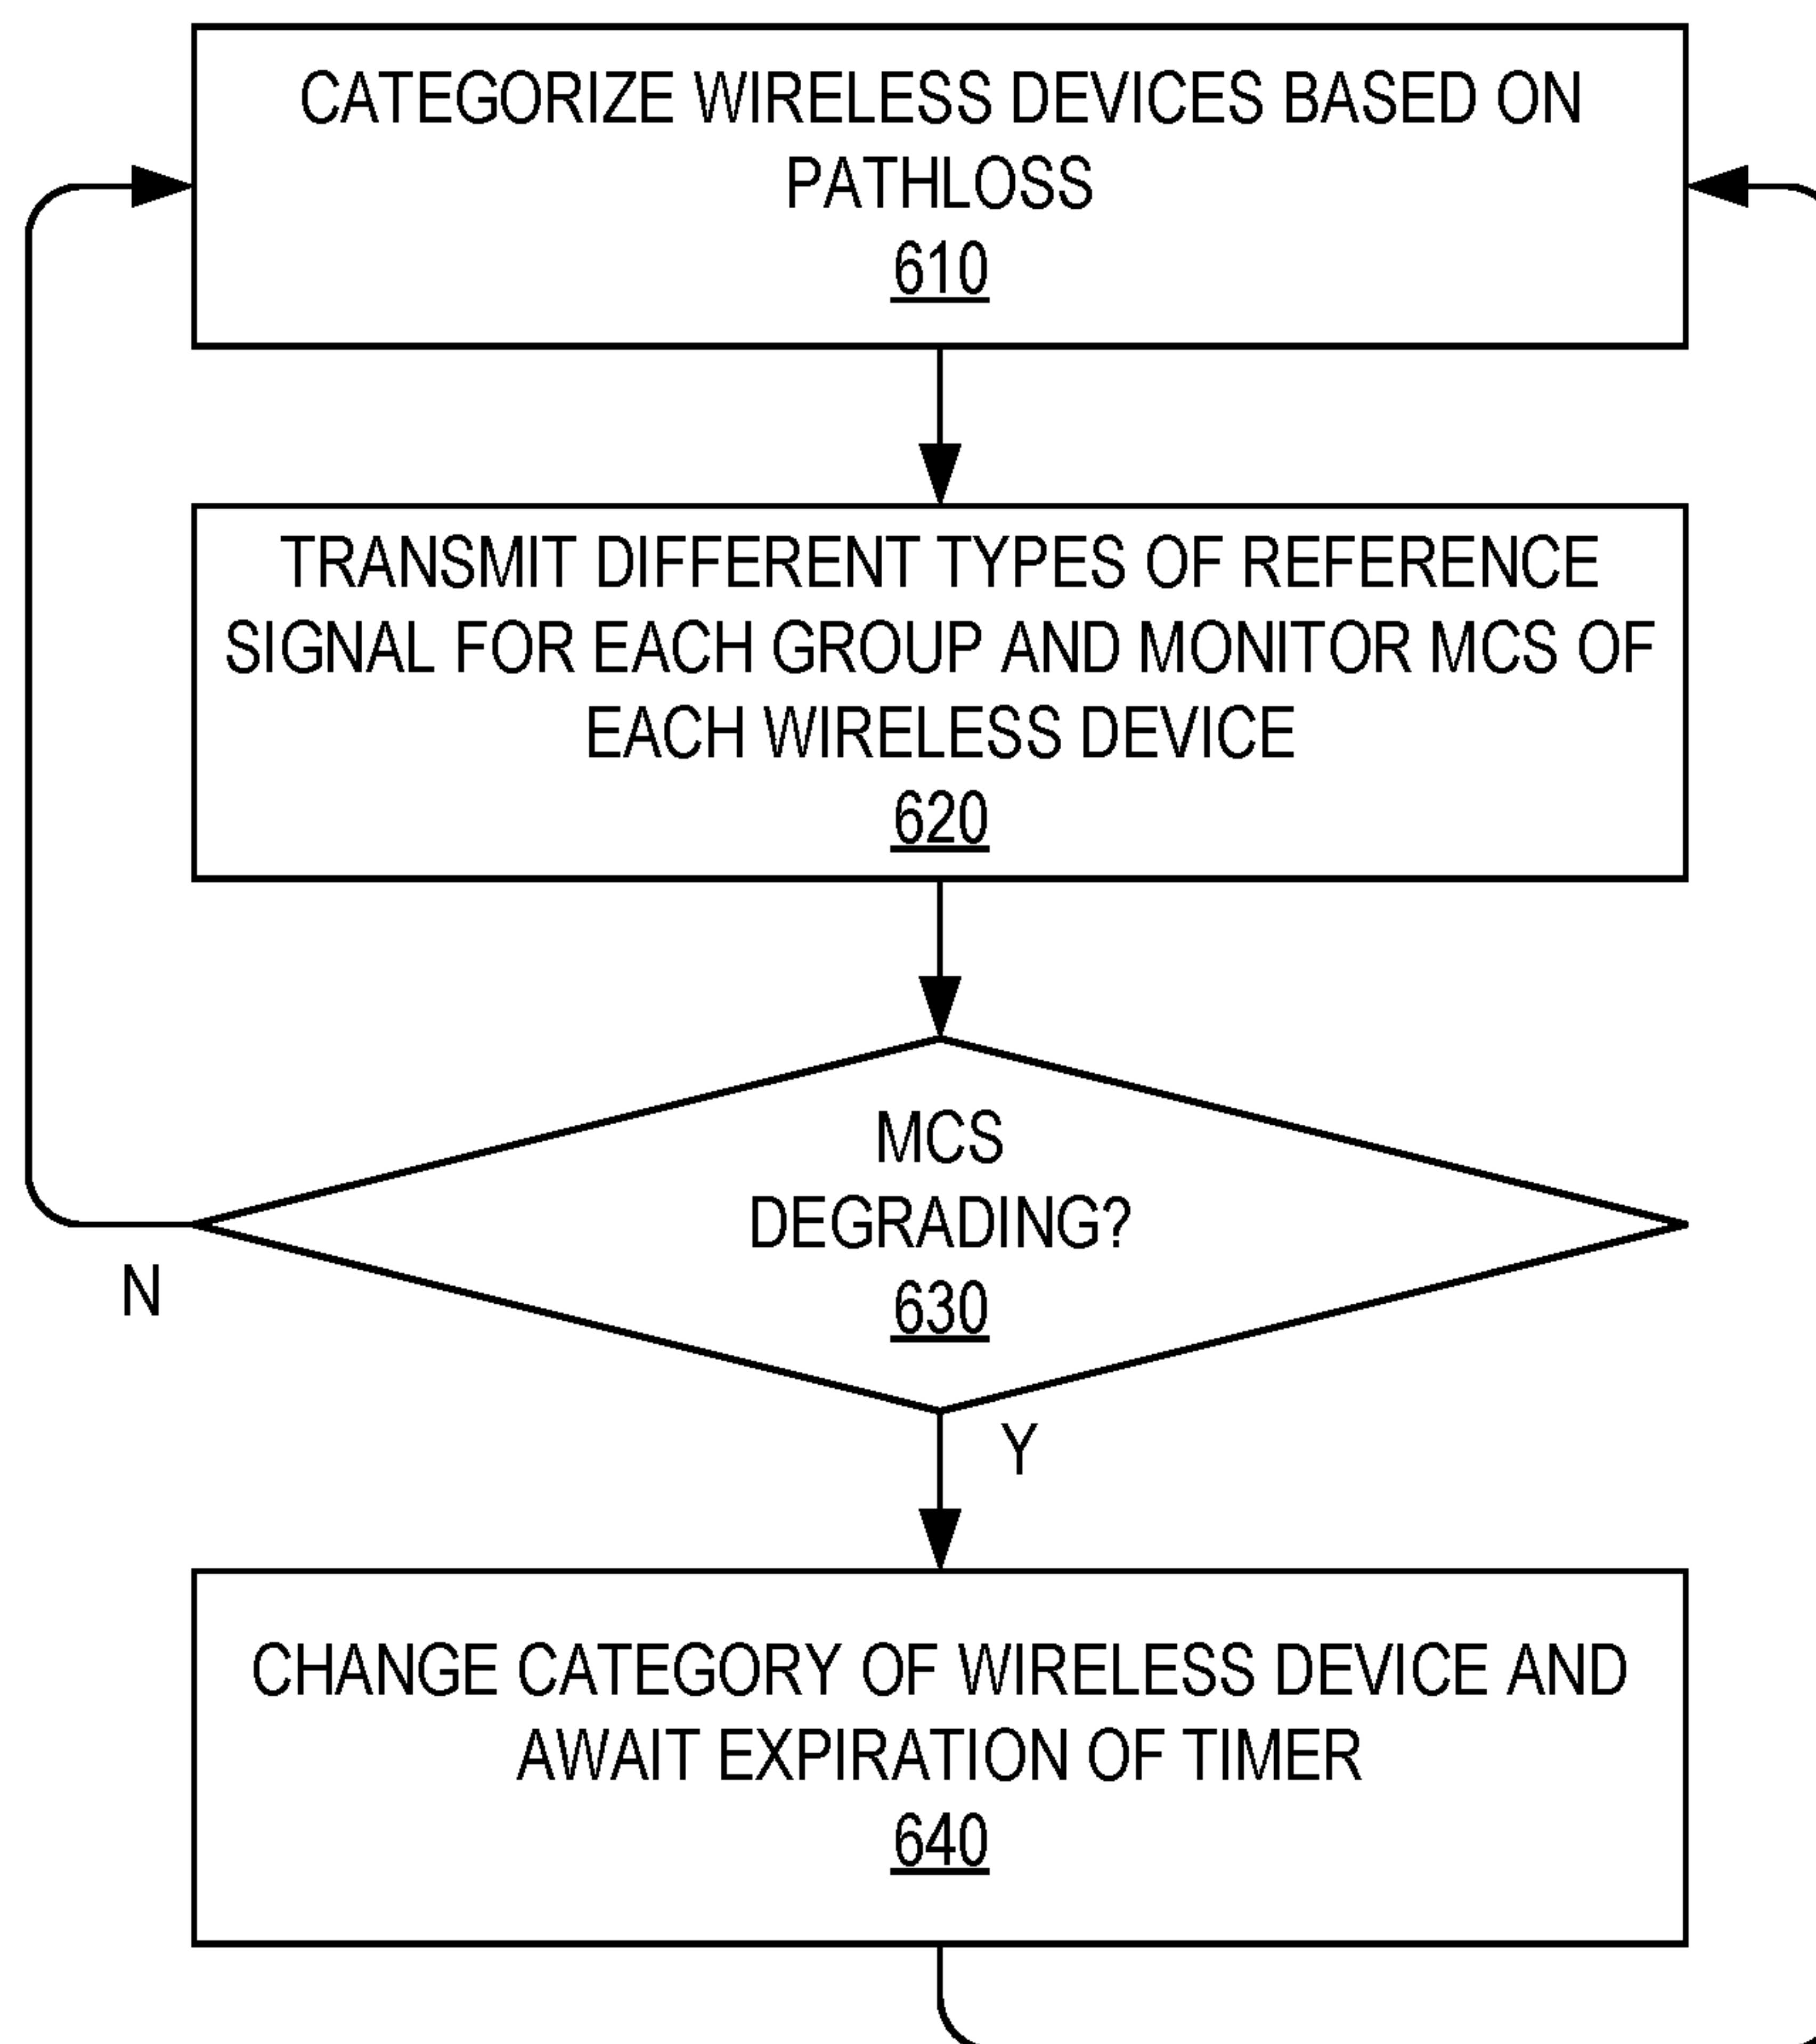 CATEGORIZE WIRELESS DEVICES BASED ON
PATHLOSS
610
TRANSMIT DIFFERENT TYPES OF REFERENCE
SIGNAL FOR EACH GROUP AND MONITOR MCS OF
EACH WIRELESS DEVICE
620
MCS
DEGRADING?
630
N
Y
CHANGE CATEGORY OF WIRELESS DEVICE AND
AWAIT EXPIRATION OF TIMER
640